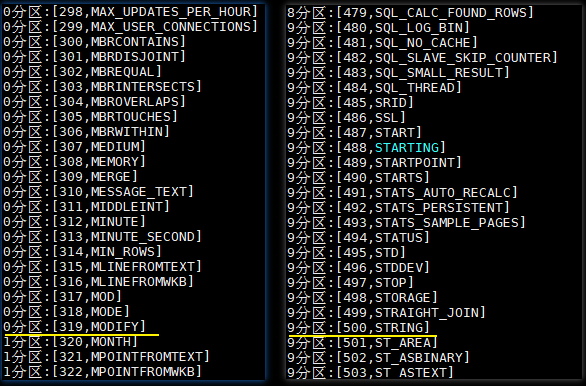 0分区:[298,MAX_UPDATES_PER_HOUR]
0分区:[299,MAX_USER_CONNECTIONS]
0分区:[300,MBRCONTAINS]
0分区:[301,MBRDISJOINT]
0分区:[302,MBREQUAL]
0分区:[303,MBRINTERSECTS]
0分区:[304,MBROVERLAPS]
0分区:[305,MBRTOUCHES]
0分区:[306,MBRWITHIN]
0分区:[307,MEDIUM]
0分区:[308,MEMORY]
0分区:[309,MERGE]
0分区:[310,MESSAGE_TEXT]
0分区:[311,MIDDLEINT]
0分区:[312,MINUTE]
0分区:[313,MINUTE_SECOND]
0分区:[314,MIN_ROWS]
0分区:[315,MLINEFROMTEXT]
0分区:[316,MLINEFROMWKB]
0分区:[317,MOD]
0分区:[318,MODE]
0分区:[319,MODIFY]
1分区:[320,MONTH]
1分区:[321,MPOINTFROMTEXT]
1分区:[322,MPOINTFROMWKB]
8分区:[479,SQL_CALC_FOUND_ROWS]
9分区:[480,SQL_LOG_BIN]
9分区:[481,SQL_NO_CACHE]
9分区:[482,SQL_SLAVE_SKIP_COUNTER]
9分区:[483,SQL_SMALL_RESULT]
9分区:[484,SQL_THREAD]
9分区:[485,SRID]
9分区:[486,SSL]
9分区:[487,START]
9分区:[488,STARTING]
9分区:[489,STARTPOINT]
9分区:[490,STARTS]
9分区:[491,STATS_AUTO_RECALC]
9分区:[492,STATS_PERSISTENT]
9分区:[493,STATS_SAMPLE_PAGES]
9分区:[494,STATUS]
9分区:[495,STD]
9分区:[496,STDDEV]
9分区:[497,STOP]
9分区:[498,STORAGE]
9分区:[499,STRAIGHT_JOIN]
9分区:[500,STRING]
9分区:[501,ST_AREA]
9分区:[502,ST_ASBINARY]
9分区:[503,ST_ASTEXT]